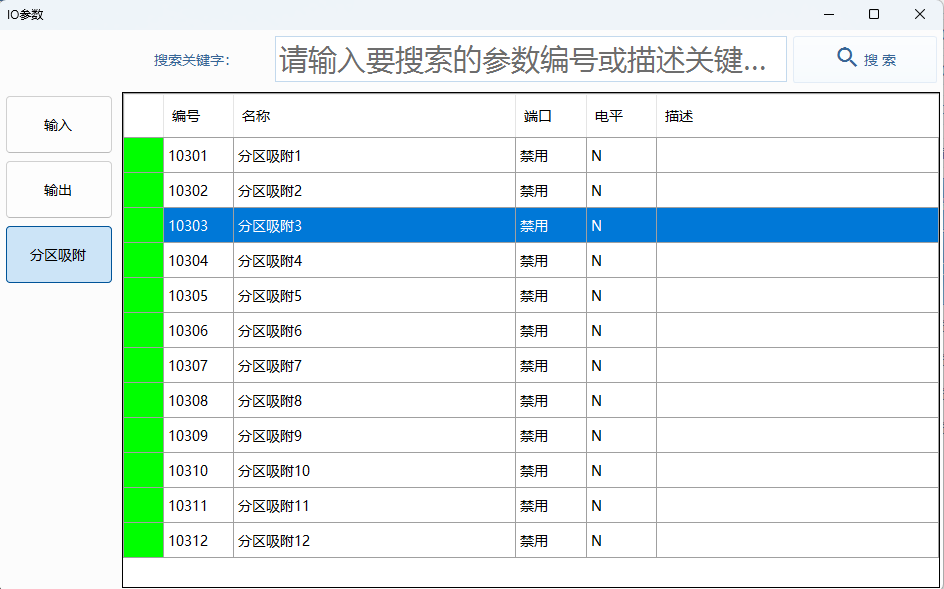 IO参数
搜索关键字:
请输入要搜索的参数编号或描述关键...
搜 索
输入
输出
分区吸附
编号 名称 端口 电平 描述
10301 分区吸附1 禁用 N
10302 分区吸附2 禁用 N
10303 分区吸附3 禁用 N
10304 分区吸附4 禁用 N
10305 分区吸附5 禁用 N
10306 分区吸附6 禁用 N
10307 分区吸附7 禁用 N
10308 分区吸附8 禁用 N
10309 分区吸附9 禁用 N
10310 分区吸附10 禁用 N
10311 分区吸附11 禁用 N
10312 分区吸附12 禁用 N